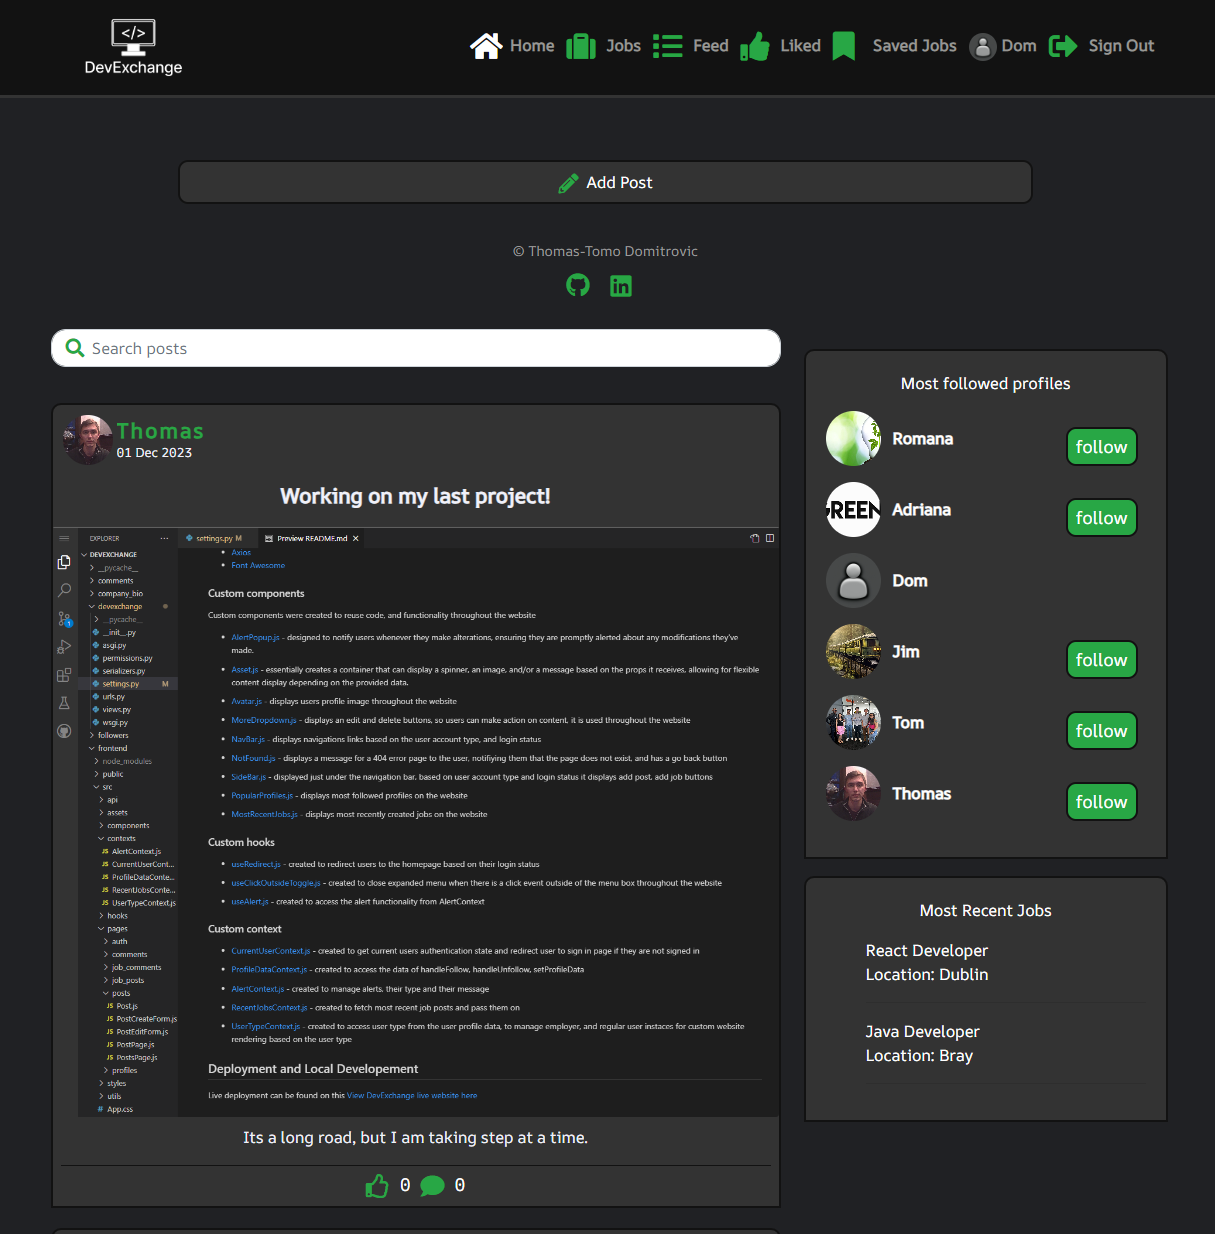 </>
DevExchange
Home
Jobs
Feed
Liked
Saved Jobs
Dom
Sign Out
Add Post
© Thomas-Tomo Domitrovic
Search posts
Thomas
01 Dec 2023
Working on my last project!
EXPLORER
DEVEXCHANGE
__pycache__
comments
company_bio
devexchange
__pycache__
__init__.py
asgi.py
permissions.py
serializers.py
settings.py M
urls.py
views.py
wsgi.py
followers
frontend
node_modules
public
src
api
assets
components
contexts
JS AlertContext.js
JS CurrentUserCont...
JS ProfileDataConte...
JS RecentJobsConte...
JS UserTypeContext.js
hooks
pages
auth
comments
job_comments
job_posts
posts
JS Post.js
JS PostCreateForm.js
JS PostEditForm.js
JS PostPage.js
JS PostsPage.js
profiles
styles
utils
# App.css
settings.py M
Preview README.md
• Axios
• Font Awesome
Custom components
Custom components were created to reuse code, and functionality throughout the website
• AlertPopup.js - designed to notify users whenever they make alterations, ensuring they are promptly alerted about any modifications they've
made.
• Asset.js - essentially creates a container that can display a spinner, an image, and/or a message based on the props it receives, allowing for flexible
content display depending on the provided data.
• Avatar.js - displays users profile image throughout the website
• MoreDropdown.js - displays an edit and delete buttons, so users can make action on content, it is used throughout the website
• NavBar.js - displays navigations links based on the user account type, and login status
• NotFound.js - displays a message for a 404 error page to the user, notifiying them that the page does not exist, and has a go back button
• SideBar.js - displayed just under the navigation bar, based on user account type and login status it displays add post, add job buttons
• PopularProfiles.js - displays most followed profiles on the website
• MostRecentJobs.js - displays most recently created jobs on the website
Custom hooks
• useRedirect.js - created to redirect users to the homepage based on their login status
• useClickOutsideToggle.js - created to close expanded menu when there is a click event outside of the menu box throughout the website
• useAlert.js - created to access the alert functionality from AlertContext
Custom context
• CurrentUserContext.js - created to get current users authentication state and redirect user to sign in page if they are not signed in
• ProfileDataContext.js - created to access the data of handleFollow, handleUnfollow, setProfileData
• AlertContext.js - created to manage alerts, their type and their message
• RecentJobsContext.js - created to fetch most recent job posts and pass them on
• UserTypeContext.js - created to access user type from the user profile data, to manage employer, and regular user instaces for custom website
rendering based on the user type
Deployment and Local Developement
Live deployment can be found on this View DevExchange live website here
Its a long road, but I am taking step at a time.
0 0
Most followed profiles
Romana follow
GREEN
Adriana follow
Dom
Jim follow
Tom follow
Thomas follow
Most Recent Jobs
React Developer
Location: Dublin
Java Developer
Location: Bray